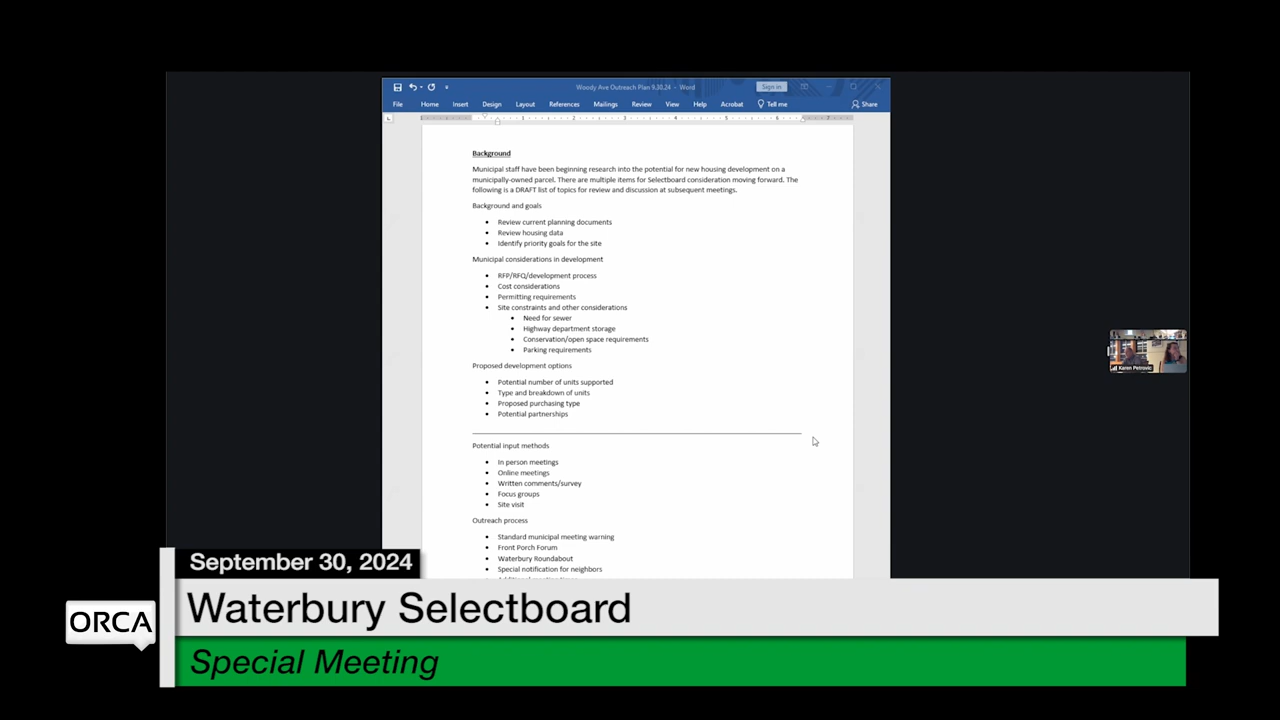 Woody Ave Outreach Plan 9.30.24 - Word
Sign in
File Home Insert Design Layout References Mailings Review View Help Acrobat Tell me Share
1 2 3 4 5 6 7
Background
Municipal staff have been beginning research into the potential for new housing development on a
municipally-owned parcel. There are multiple items for Selectboard consideration moving forward. The
following is a DRAFT list of topics for review and discussion at subsequent meetings.
Background and goals
• Review current planning documents
• Review housing data
• Identify priority goals for the site
Municipal considerations in development
• RFP/RFQ/development process
• Cost considerations
• Permitting requirements
• Site constraints and other considerations
• Need for sewer
• Highway department storage
• Conservation/open space requirements
• Parking requirements
Proposed development options
• Potential number of units supported
• Type and breakdown of units
• Proposed purchasing type
• Potential partnerships
Potential input methods
• In person meetings
• Online meetings
• Written comments/survey
• Focus groups
• Site visit
Outreach process
• Standard municipal meeting warning
• Front Porch Forum
• Waterbury Roundabout
• Special notification for neighbors
Karen Petrovic
September 30, 2024
ORCA
Waterbury Selectboard
Special Meeting